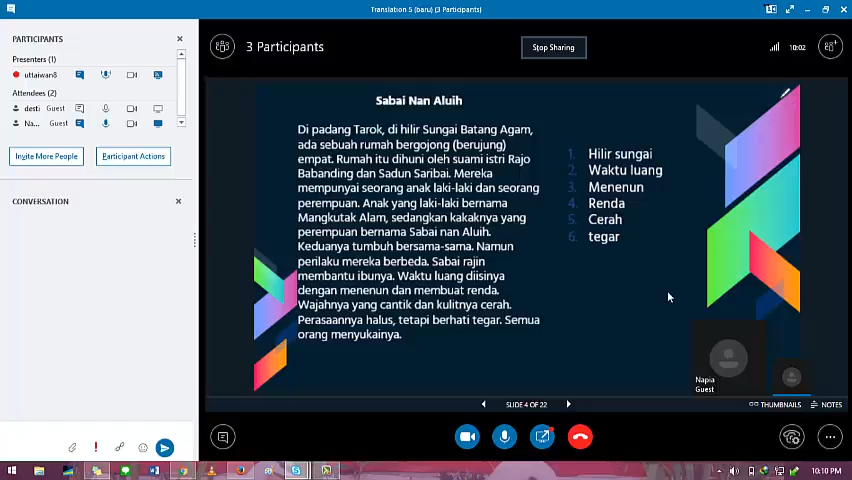 Translation 5 (baru) (3 Participants)
PARTICIPANTS
Presenters (1)
uttaiwan8
Attendees (2)
desti Guest
Na... Guest
Invite More People
Participant Actions
CONVERSATION
3 Participants
Stop Sharing
10:02
Sabai Nan Aluih
Di padang Tarok, di hilir Sungai Batang Agam,
ada sebuah rumah bergojong (berujung)
empat. Rumah itu dihuni oleh suami istri Rajo
Babanding dan Sadun Saribai. Mereka
mempunyai seorang anak laki-laki dan seorang
perempuan. Anak yang laki-laki bernama
Mangkutak Alam, sedangkan kakaknya yang
perempuan bernama Sabai nan Aluih.
Keduanya tumbuh bersama-sama. Namun
perilaku mereka berbeda. Sabai rajin
membantu ibunya. Waktu luang diisinya
dengan menenun dan membuat renda.
Wajahnya yang cantik dan kulitnya cerah.
Perasaannya halus, tetapi berhati tegar. Semua
orang menyukainya.
1. Hilir sungai
2. Waktu luang
3. Menenun
4. Renda
5. Cerah
6. tegar
Napia
Guest
SLIDE 4 OF 22
THUMBNAILS
NOTES
10:10 PM